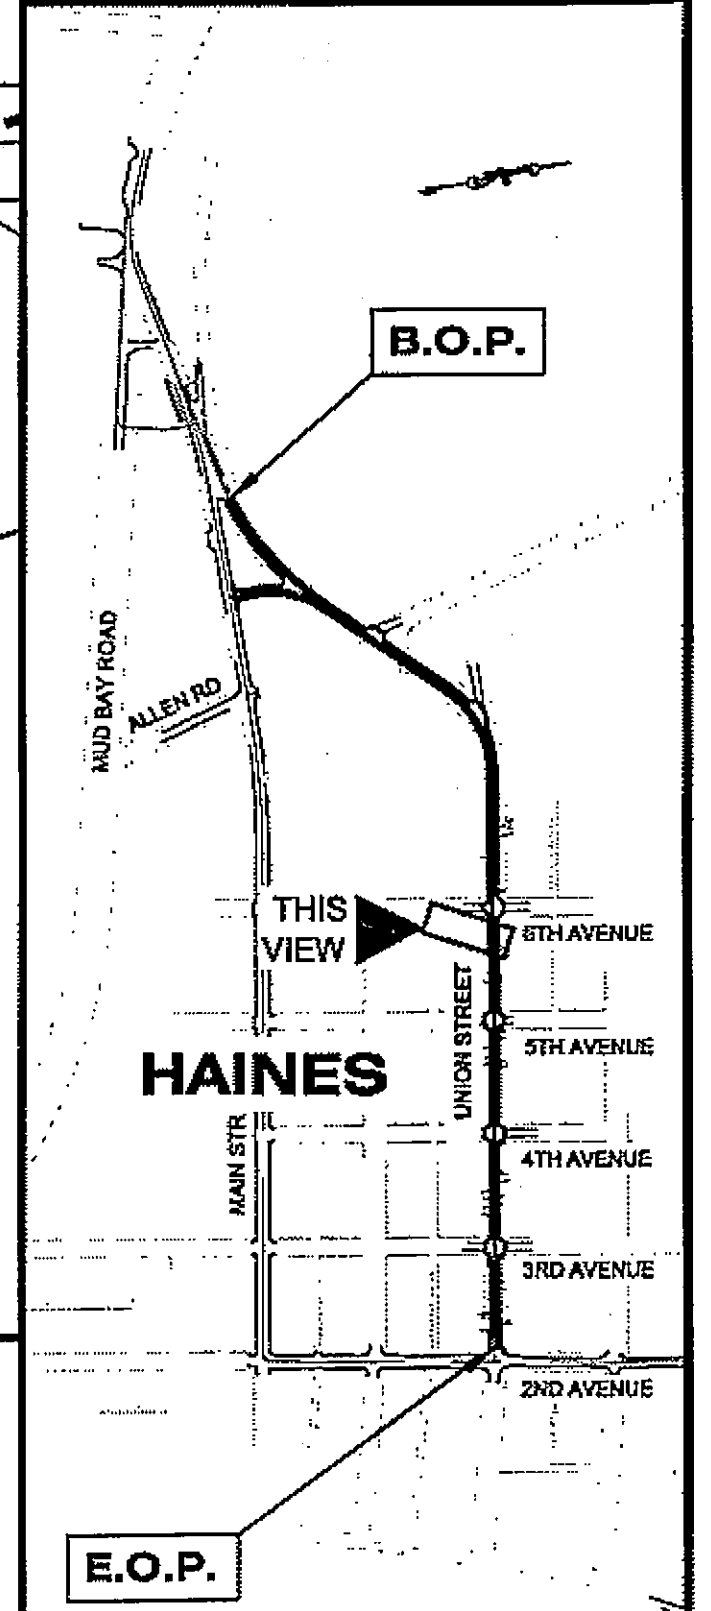 B.O.P.
MUD BAY ROAD
ALLEN RD
THIS
VIEW
6TH AVENUE
UNION STREET
5TH AVENUE
HAINES
MAIN STR
4TH AVENUE
3RD AVENUE
2ND AVENUE
E.O.P.